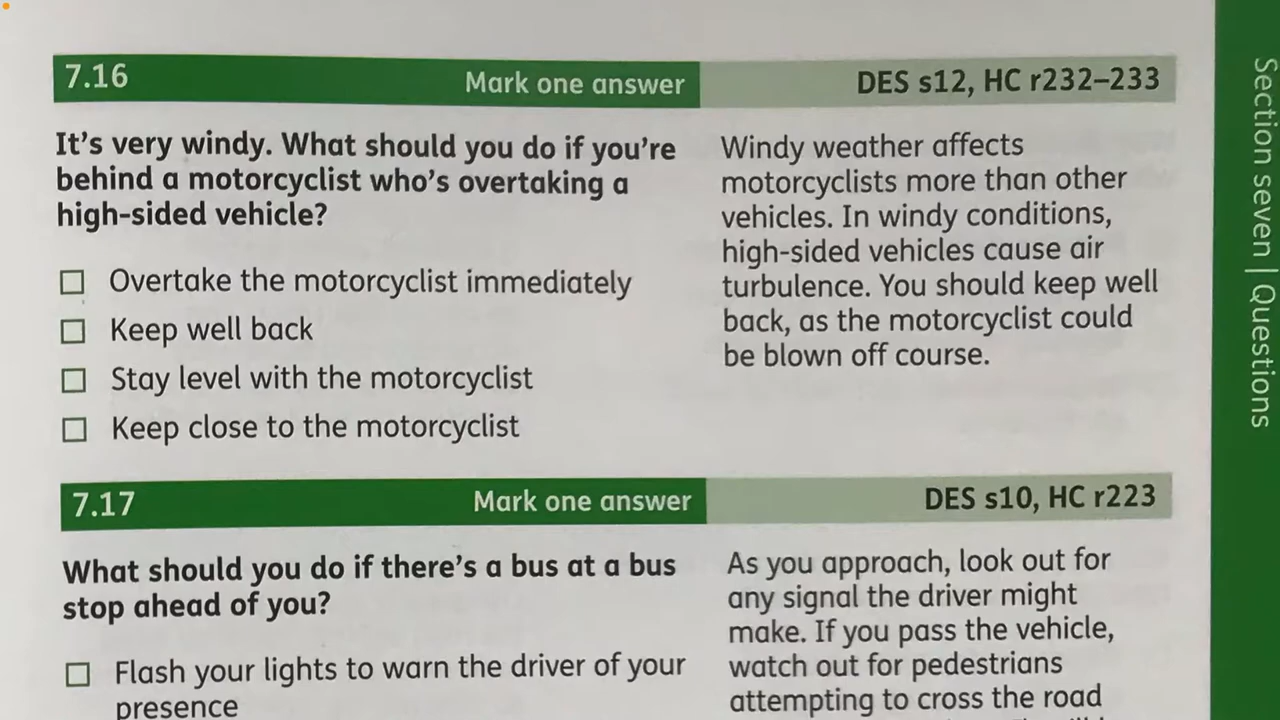 7.16 Mark one answer DES s12, HC r232–233
It's very windy. What should you do if you're
behind a motorcyclist who's overtaking a
high-sided vehicle?
Overtake the motorcyclist immediately
Keep well back
Stay level with the motorcyclist
Keep close to the motorcyclist
Windy weather affects
motorcyclists more than other
vehicles. In windy conditions,
high-sided vehicles cause air
turbulence. You should keep well
back, as the motorcyclist could
be blown off course.
7.17 Mark one answer DES s10, HC r223
What should you do if there's a bus at a bus
stop ahead of you?
Flash your lights to warn the driver of your
presence
As you approach, look out for
any signal the driver might
make. If you pass the vehicle,
watch out for pedestrians
attempting to cross the road
Section seven | Questions